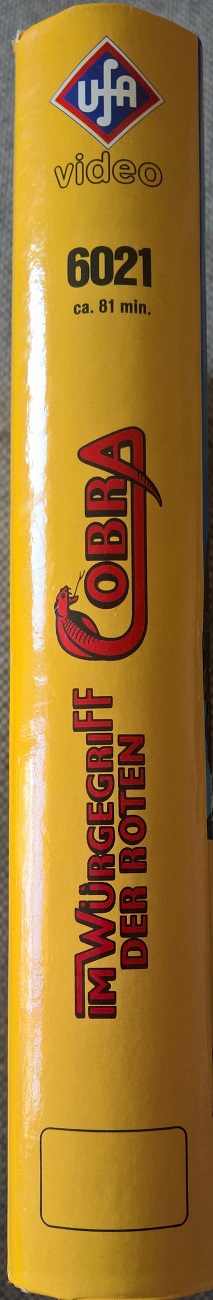 UFA
video
6021
ca. 81 min.
IM WÜRGEGRIFF
DER ROTEN
COBRA